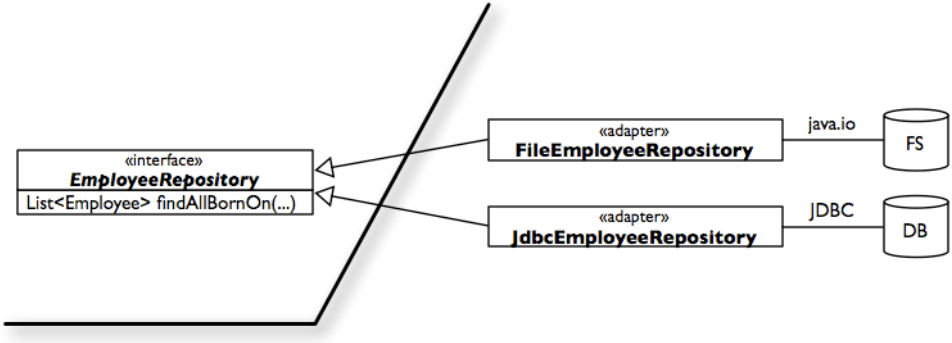 «interface»
EmployeeRepository
List<Employee> findAllBornOn(...)
«adapter»
FileEmployeeRepository
java.io
FS
«adapter»
JdbcEmployeeRepository
JDBC
DB